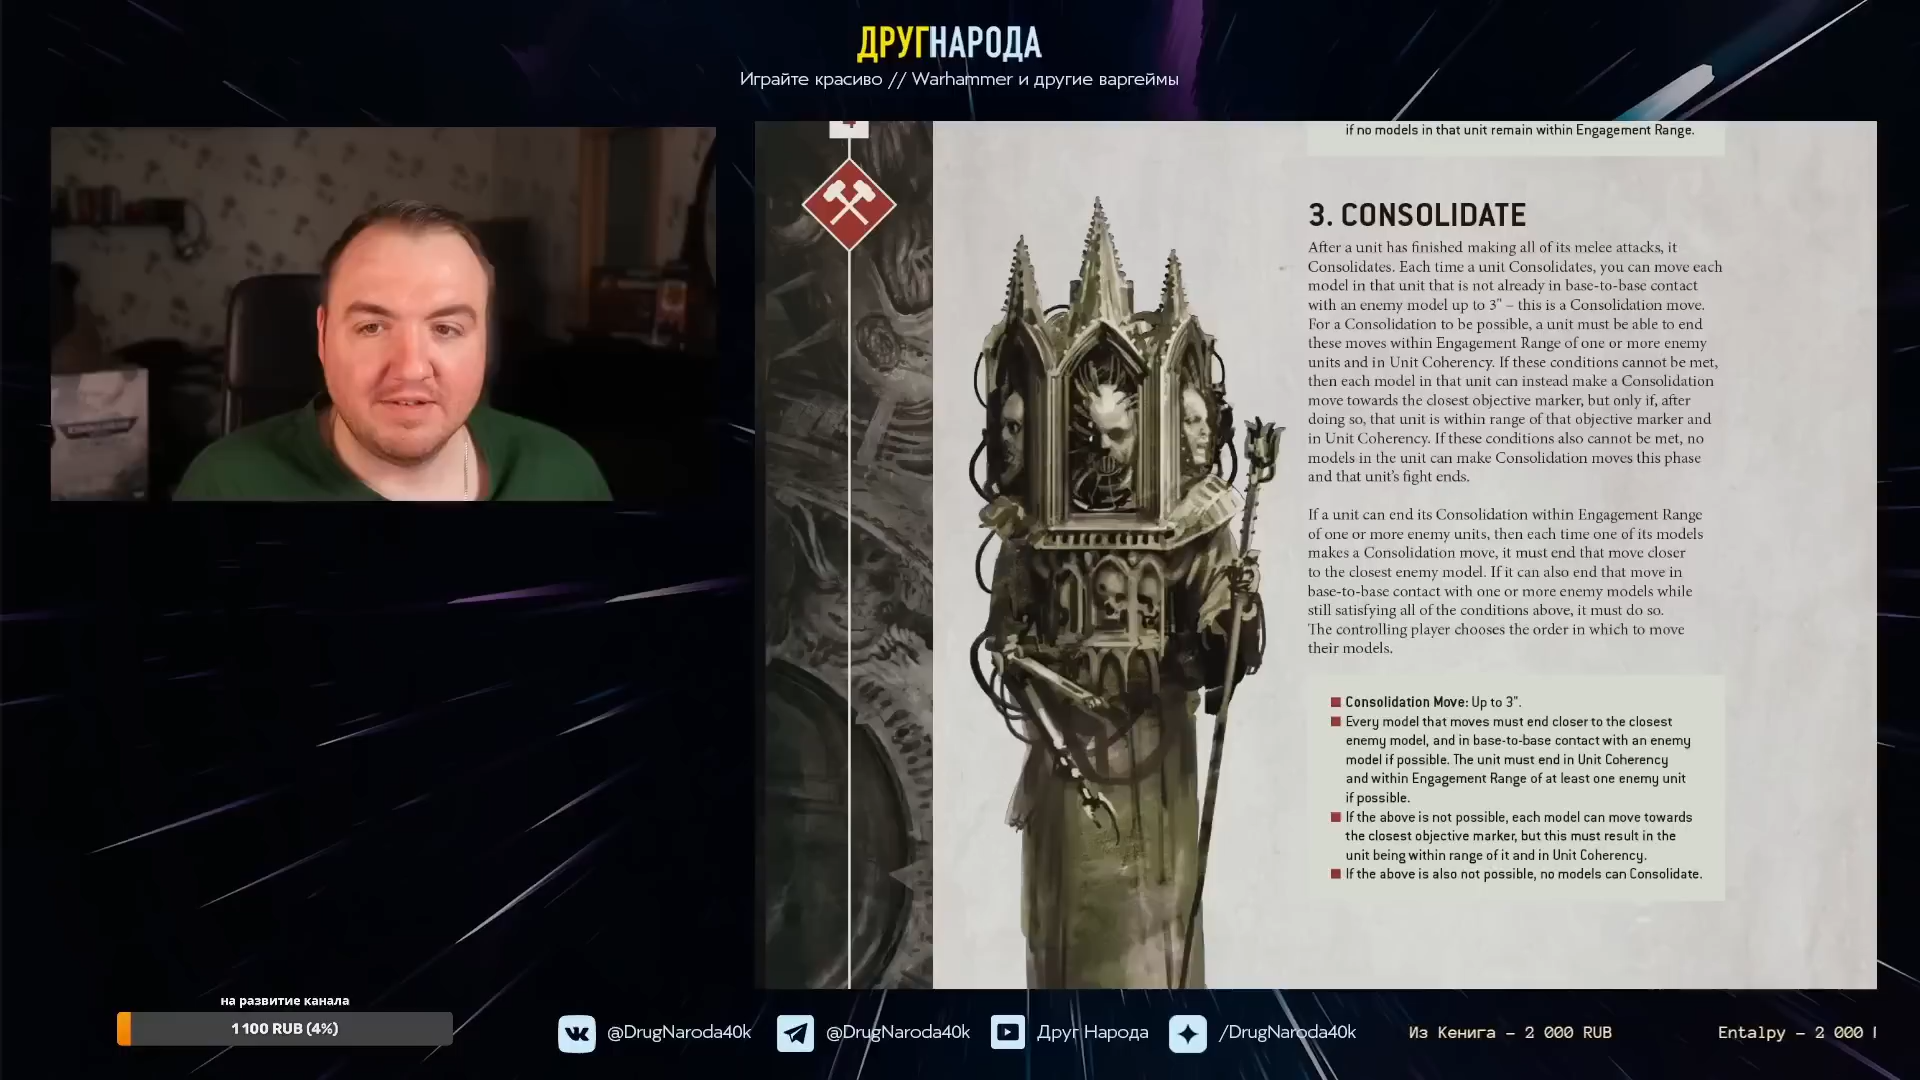 ДРУГНАРОДА
Играйте красиво // Warhammer и другие варгеймы
if no models in that unit remain within Engagement Range.
3. CONSOLIDATE
After a unit has finished making all of its melee attacks, it
Consolidates. Each time a unit Consolidates, you can move each
model in that unit that is not already in base-to-base contact
with an enemy model up to 3" – this is a Consolidation move.
For a Consolidation to be possible, a unit must be able to end
these moves within Engagement Range of one or more enemy
units and in Unit Coherency. If these conditions cannot be met,
then each model in that unit can instead make a Consolidation
move towards the closest objective marker, but only if, after
doing so, that unit is within range of that objective marker and
in Unit Coherency. If these conditions also cannot be met, no
models in the unit can make Consolidation moves this phase
and that unit's fight ends.
If a unit can end its Consolidation within Engagement Range
of one or more enemy units, then each time one of its models
makes a Consolidation move, it must end that move closer
to the closest enemy model. If it can also end that move in
base-to-base contact with one or more enemy models while
still satisfying all of the conditions above, it must do so.
The controlling player chooses the order in which to move
their models.
Consolidation Move: Up to 3".
Every model that moves must end closer to the closest
enemy model, and in base-to-base contact with an enemy
model if possible. The unit must end in Unit Coherency
and within Engagement Range of at least one enemy unit
if possible.
If the above is not possible, each model can move towards
the closest objective marker, but this must result in the
unit being within range of it and in Unit Coherency.
If the above is also not possible, no models can Consolidate.
на развитие канала
1 100 RUB (4%)
@DrugNaroda40k
@DrugNaroda40k
Друг Народа
/DrugNaroda40k
Из Кенига – 2 000 RUB
Entalpy – 2 000